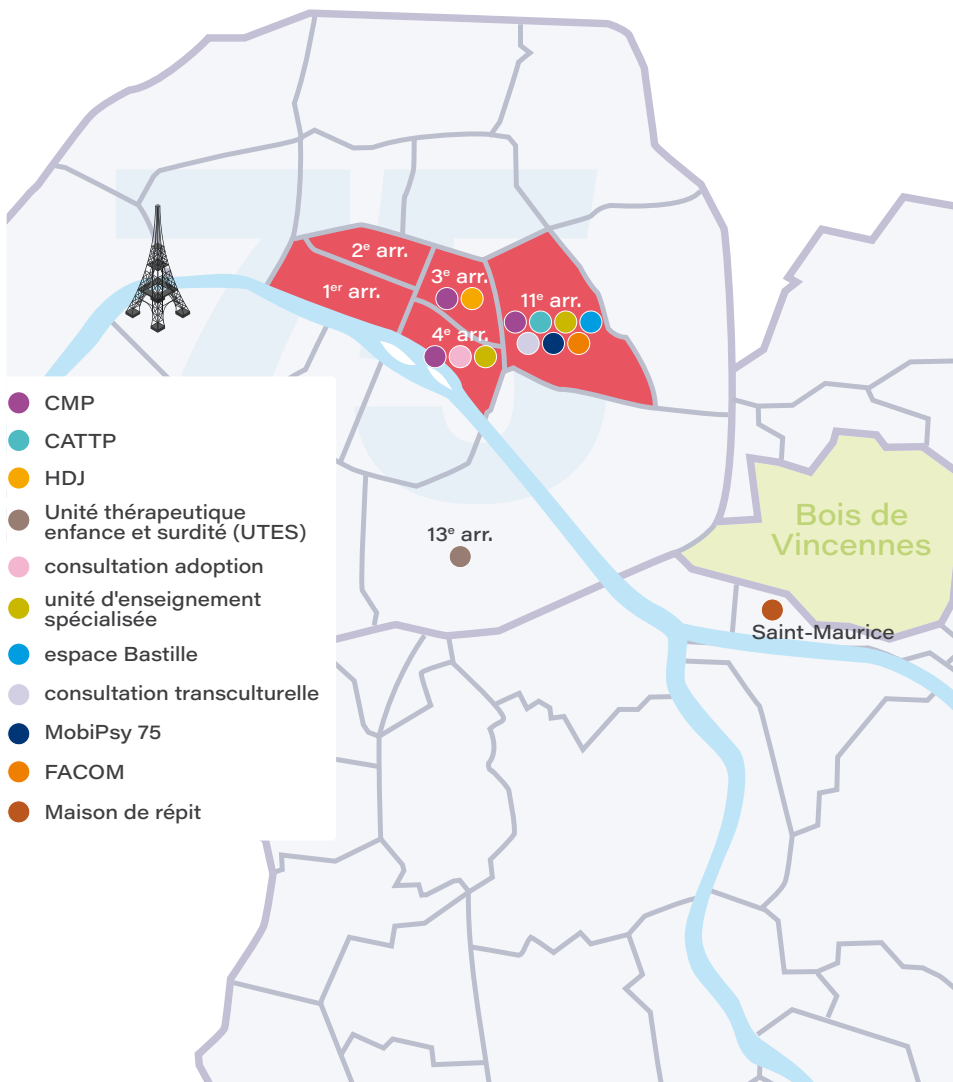 75
2e arr.
1er arr.
3e arr.
11e arr.
4e arr.
13e arr.
Bois de
Vincennes
Saint-Maurice
CMP
CATTP
HDJ
Unité thérapeutique
enfance et surdité (UTES)
consultation adoption
unité d'enseignement
spécialisée
espace Bastille
consultation transculturelle
MobiPsy 75
FACOM
Maison de répit